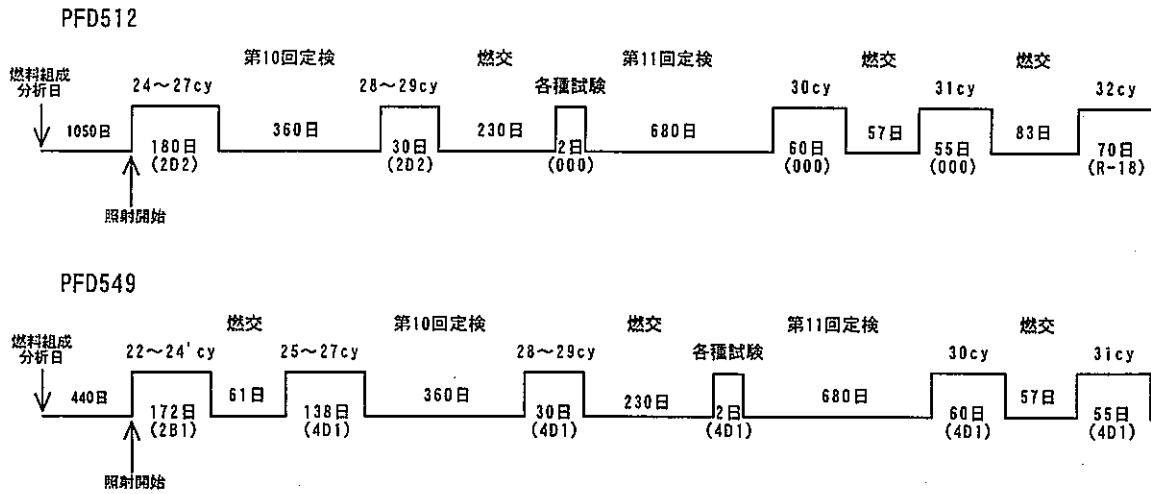 PFD512
第10回定検 燃交 第11回定検 燃交 燃交
燃料組成
分析日
24～27cy 28～29cy 各種試験 30cy 31cy 32cy
1050日 360日 230日 680日 57日 83日
180日 30日 2日 60日 55日 70日
(2D2) (2D2) (000) (000) (000) (R-18)
照射開始
PFD549
燃交 第10回定検 燃交 第11回定検 燃交
燃料組成
分析日
22～24'cy 25～27cy 28～29cy 各種試験 30cy 31cy
440日 61日 360日 230日 680日 57日
172日 138日 30日 2日 60日 55日
(2B1) (4D1) (4D1) (4D1) (4D1) (4D1)
照射開始